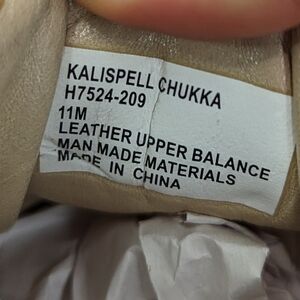 KALISPELL CHUKKA
H7524-209
11M
LEATHER UPPER BALANCE
MAN MADE MATERIALS
MADE IN CHINA